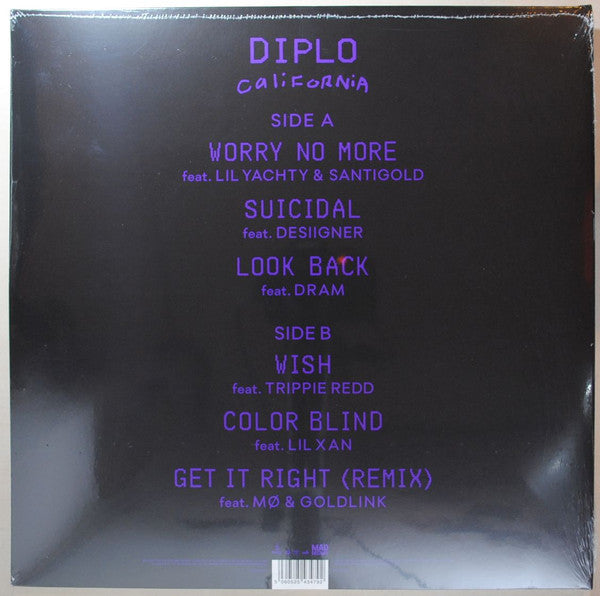 DIPLO
CaliFORNiA
SIDE A
WORRY NO MORE
feat. LIL YACHTY & SANTIGOLD
SUICIDAL
feat. DESIIGNER
LOOK BACK
feat. DRAM
SIDE B
WISH
feat. TRIPPIE REDD
COLOR BLIND
feat. LIL XAN
GET IT RIGHT (REMIX)
feat. MØ & GOLDLINK
MAD